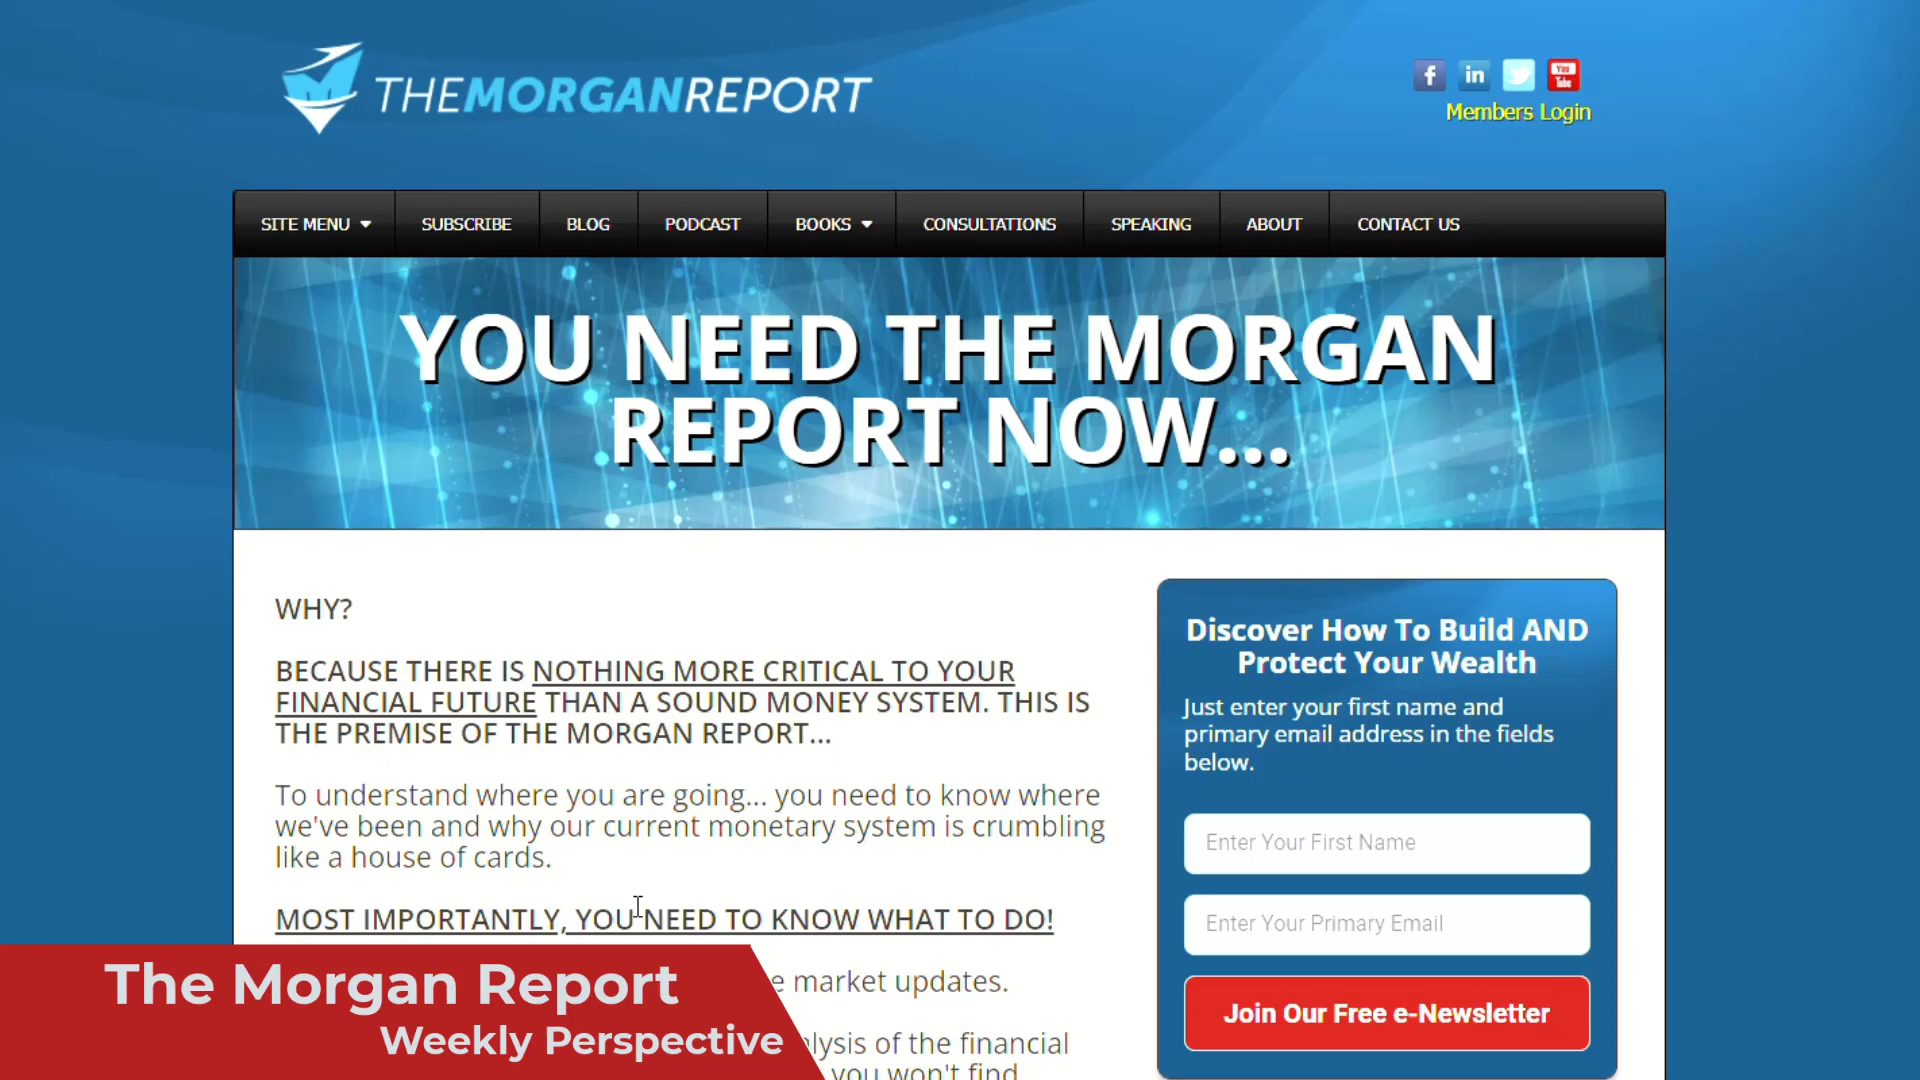 THEMORGANREPORT
f in You Tube
Members Login
SITE MENU SUBSCRIBE BLOG PODCAST BOOKS CONSULTATIONS SPEAKING ABOUT CONTACT US
YOU NEED THE MORGAN
REPORT NOW...
WHY?
BECAUSE THERE IS NOTHING MORE CRITICAL TO YOUR
FINANCIAL FUTURE THAN A SOUND MONEY SYSTEM. THIS IS
THE PREMISE OF THE MORGAN REPORT...
To understand where you are going... you need to know where
we've been and why our current monetary system is crumbling
like a house of cards.
MOST IMPORTANTLY, YOU NEED TO KNOW WHAT TO DO!
market updates.
of the financial
you won't find
Discover How To Build AND
Protect Your Wealth
Just enter your first name and
primary email address in the fields
below.
Enter Your First Name
Enter Your Primary Email
Join Our Free e-Newsletter
The Morgan Report
Weekly Perspective